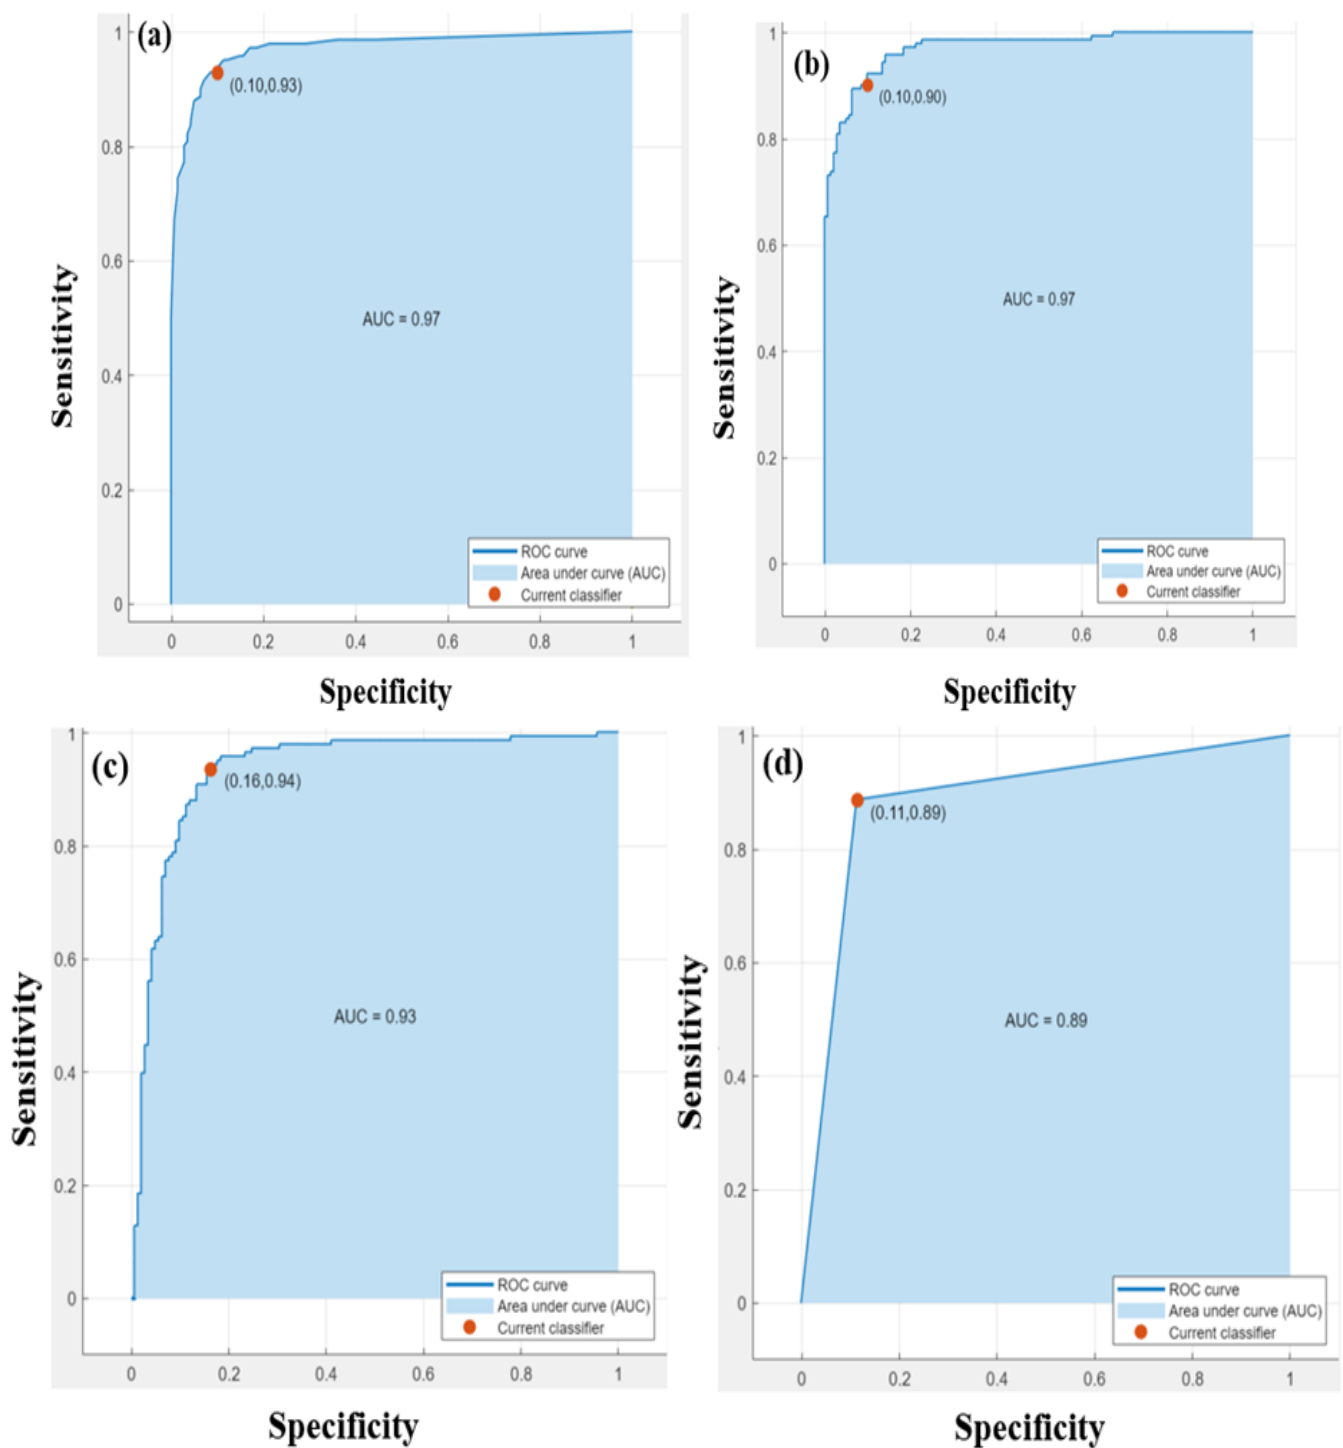 (a)
1
(0.10,0.93)
0.8
0.6
Sensitivity
AUC = 0.97
0.4
0.2
ROC curve
Area under curve (AUC)
Current classifier
0
0 0.2 0.4 0.6 0.8 1
Specificity
(b)
1
(0.10,0.90)
0.8
0.6
Sensitivity
AUC = 0.97
0.4
0.2
ROC curve
Area under curve (AUC)
Current classifier
0
0 0.2 0.4 0.6 0.8 1
Specificity
(c)
1
(0.16,0.94)
0.8
0.6
Sensitivity
AUC = 0.93
0.4
0.2
ROC curve
Area under curve (AUC)
Current classifier
0
0 0.2 0.4 0.6 0.8 1
Specificity
(d)
1
(0.11,0.89)
0.8
0.6
Sensitivity
AUC = 0.89
0.4
0.2
ROC curve
Area under curve (AUC)
Current classifier
0
0 0.2 0.4 0.6 0.8 1
Specificity